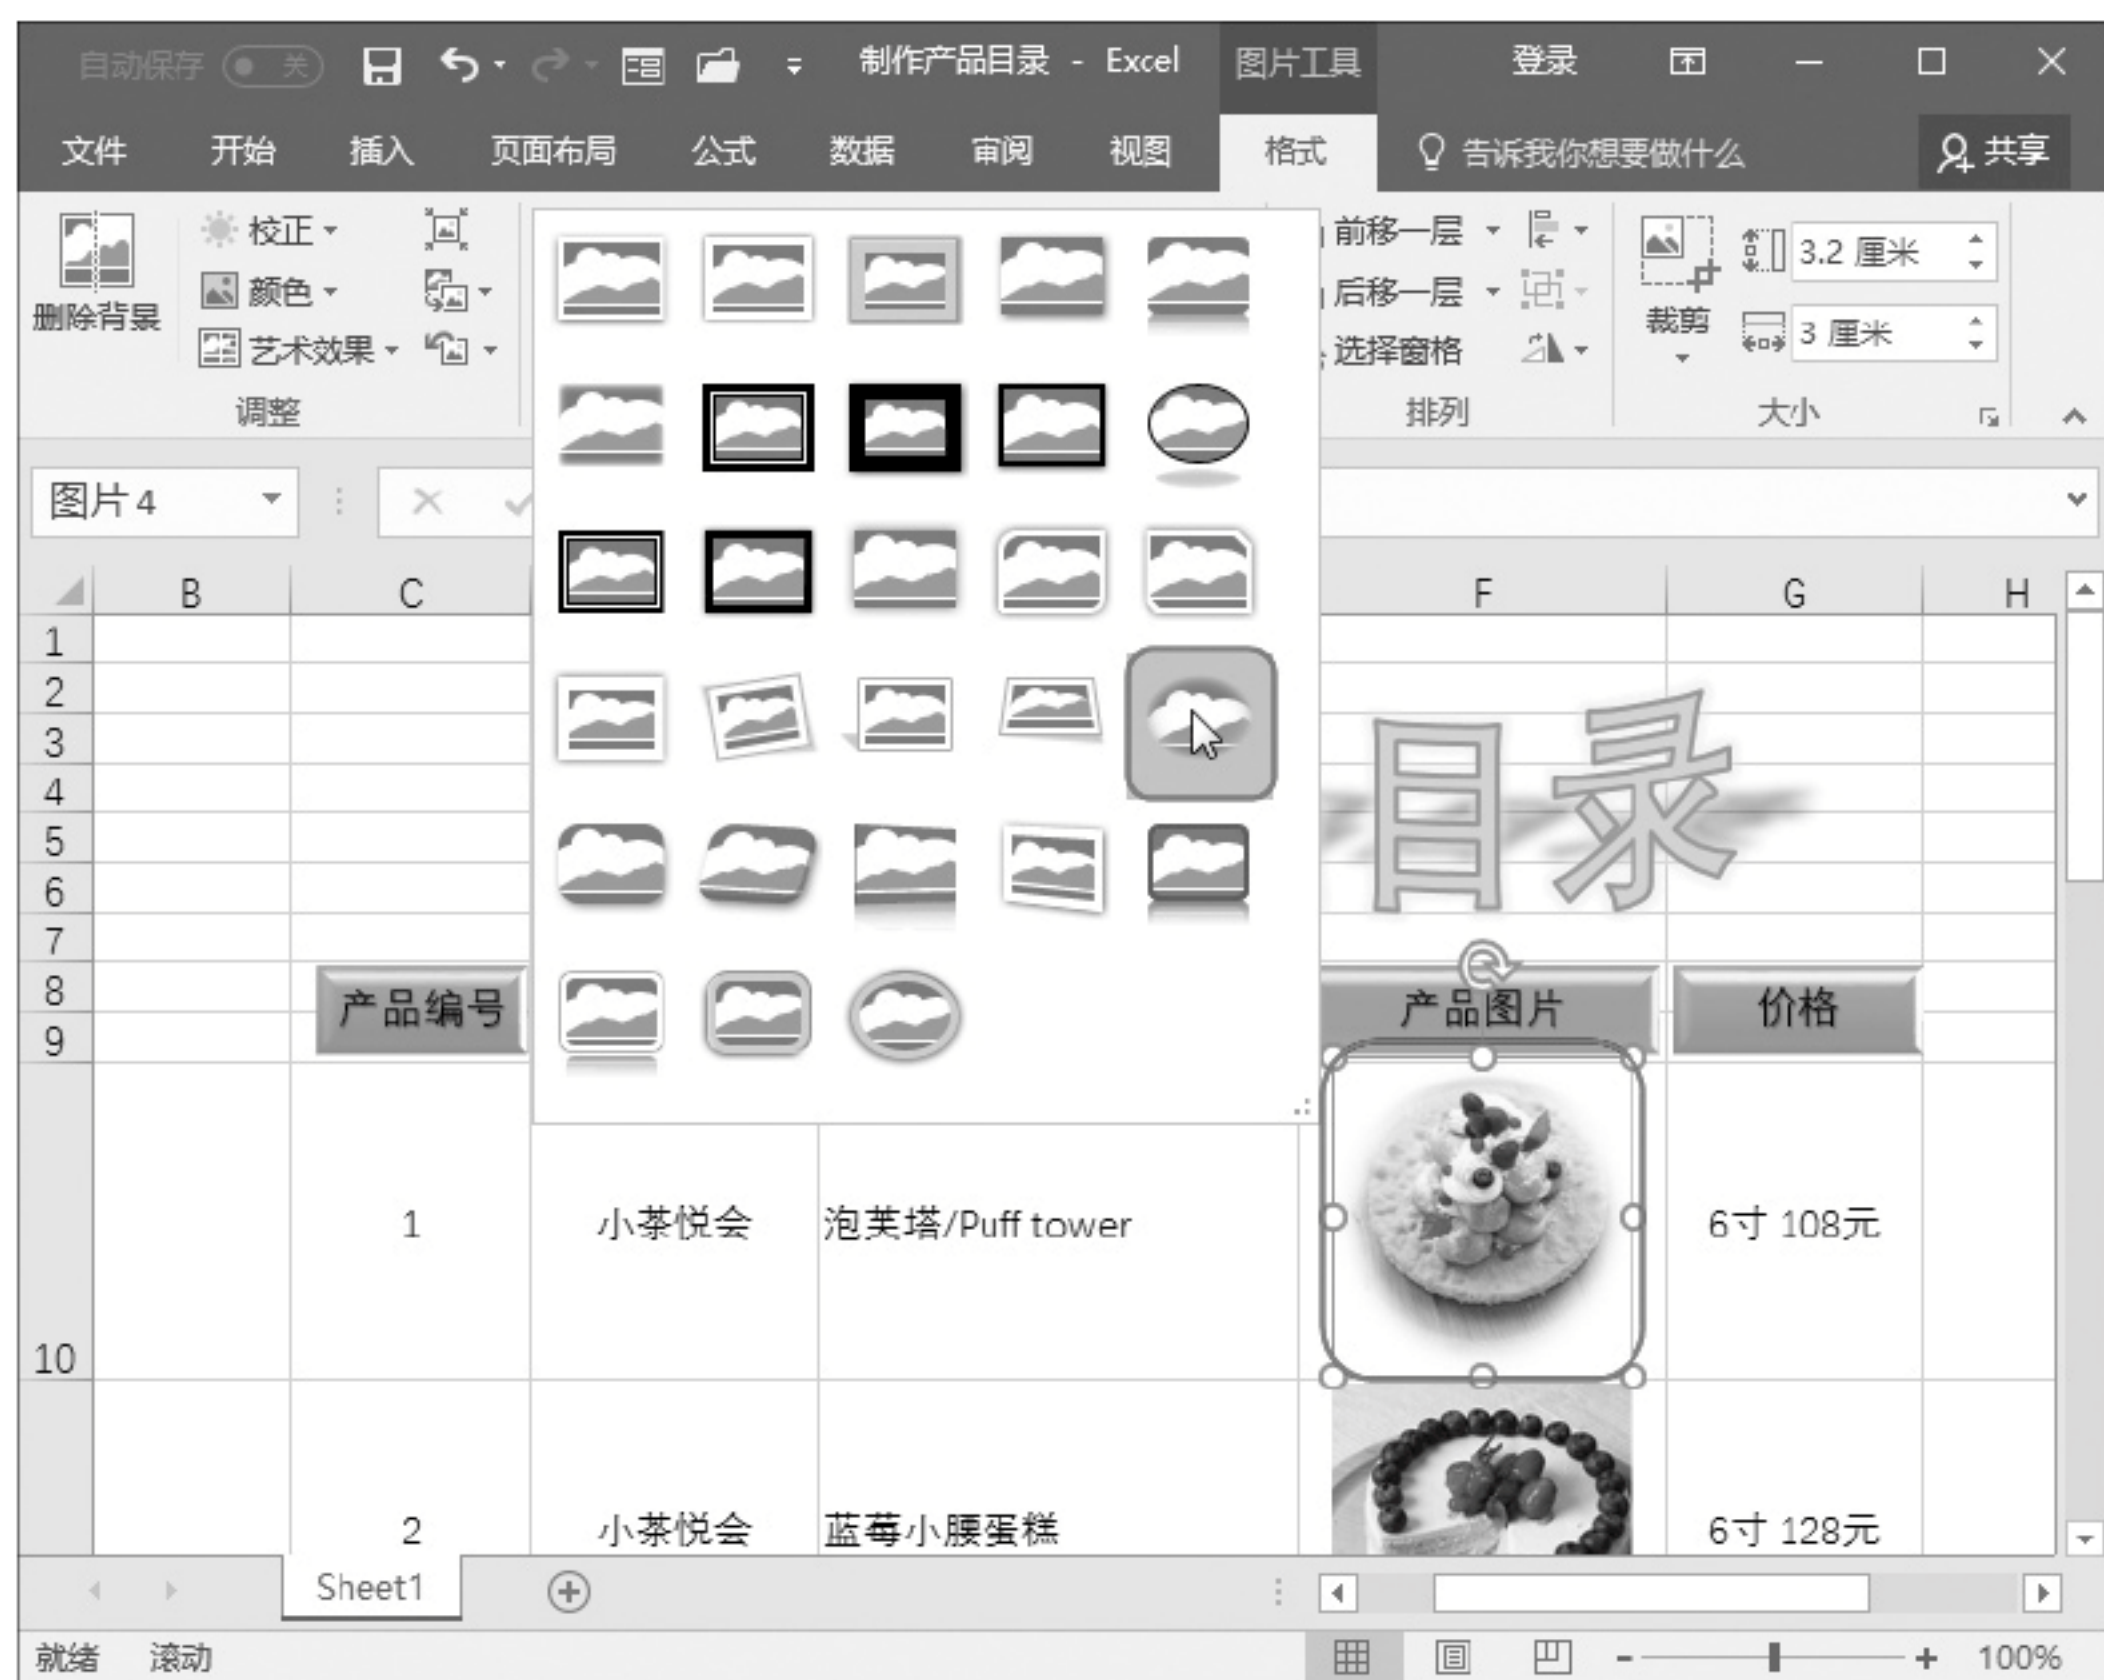 自动保存 关 制作产品目录 - Excel 图片工具 登录
文件 开始 插入 页面布局 公式 数据 审阅 视图 格式 告诉我你想要做什么 共享
删除背景 校正 颜色 艺术效果
调整
前移一层
后移一层
选择窗格
排列
裁剪
3.2 厘米
3 厘米
大小
图片 4
B C F G H
1
2
3
4
5
6
7
8
9
10
目录
产品编号 产品图片 价格
1 小茶悦会 泡芙塔/Puff tower 6寸 108元
2 小茶悦会 蓝莓小腰蛋糕 6寸 128元
Sheet1
就绪 滚动 100%